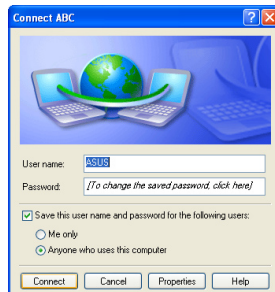 Connect ABC
User name: ASUS
Password: [To change the saved password, click here]
Save this user name and password for the following users:
Me only
Anyone who uses this computer
Connect Cancel Properties Help